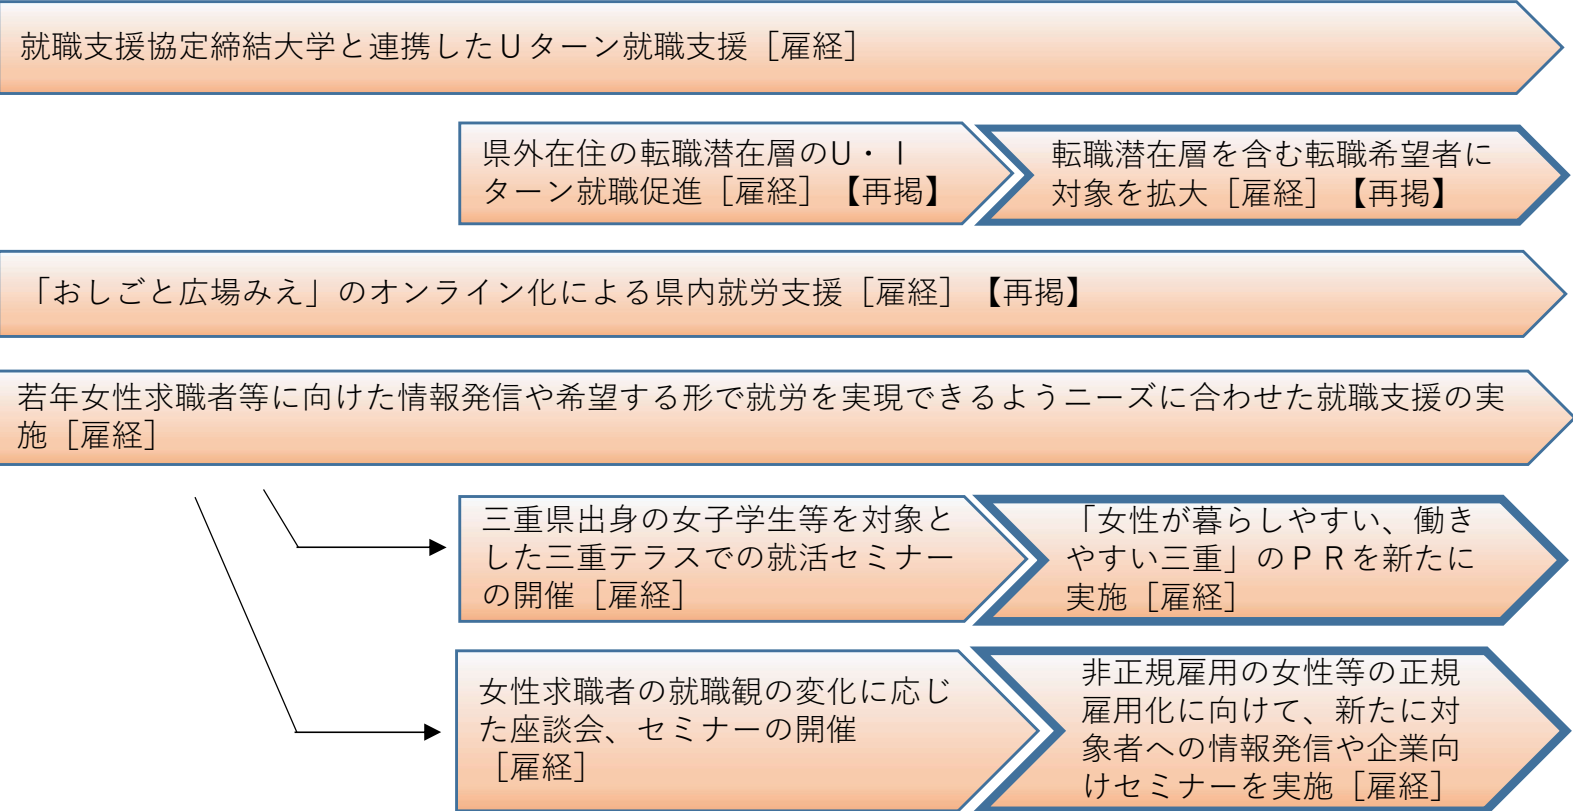 就職支援協定締結大学と連携したＵターン就職支援［雇経］
県外在住の転職潜在層のU・Ｉ
ターン就職促進［雇経］【再掲】
転職潜在層を含む転職希望者に
対象を拡大［雇経］【再掲】
「おしごと広場みえ」のオンライン化による県内就労支援［雇経］【再掲】
若年女性求職者等に向けた情報発信や希望する形で就労を実現できるようニーズに合わせた就職支援の実
施［雇経］
三重県出身の女子学生等を対象と
した三重テラスでの就活セミナー
の開催［雇経］
「女性が暮らしやすい、働き
やすい三重」のＰＲを新たに
実施［雇経］
女性求職者の就職観の変化に応じ
た座談会、セミナーの開催
［雇経］
非正規雇用の女性等の正規
雇用化に向けて、新たに対
象者への情報発信や企業向
けセミナーを実施［雇経］